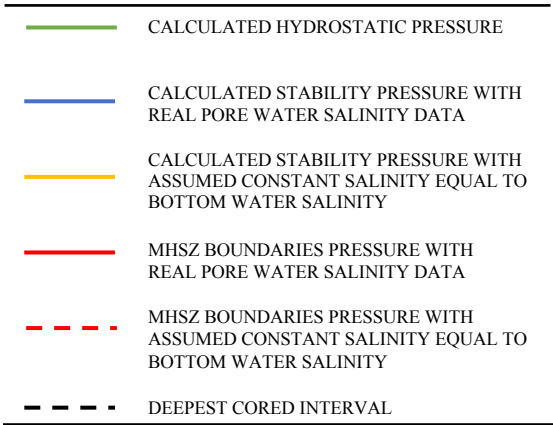 CALCULATED HYDROSTATIC PRESSURE
CALCULATED STABILITY PRESSURE WITH
REAL PORE WATER SALINITY DATA
CALCULATED STABILITY PRESSURE WITH
ASSUMED CONSTANT SALINITY EQUAL TO
BOTTOM WATER SALINITY
MHSZ BOUNDARIES PRESSURE WITH
REAL PORE WATER SALINITY DATA
MHSZ BOUNDARIES PRESSURE WITH
ASSUMED CONSTANT SALINITY EQUAL TO
BOTTOM WATER SALINITY
DEEPEST CORED INTERVAL